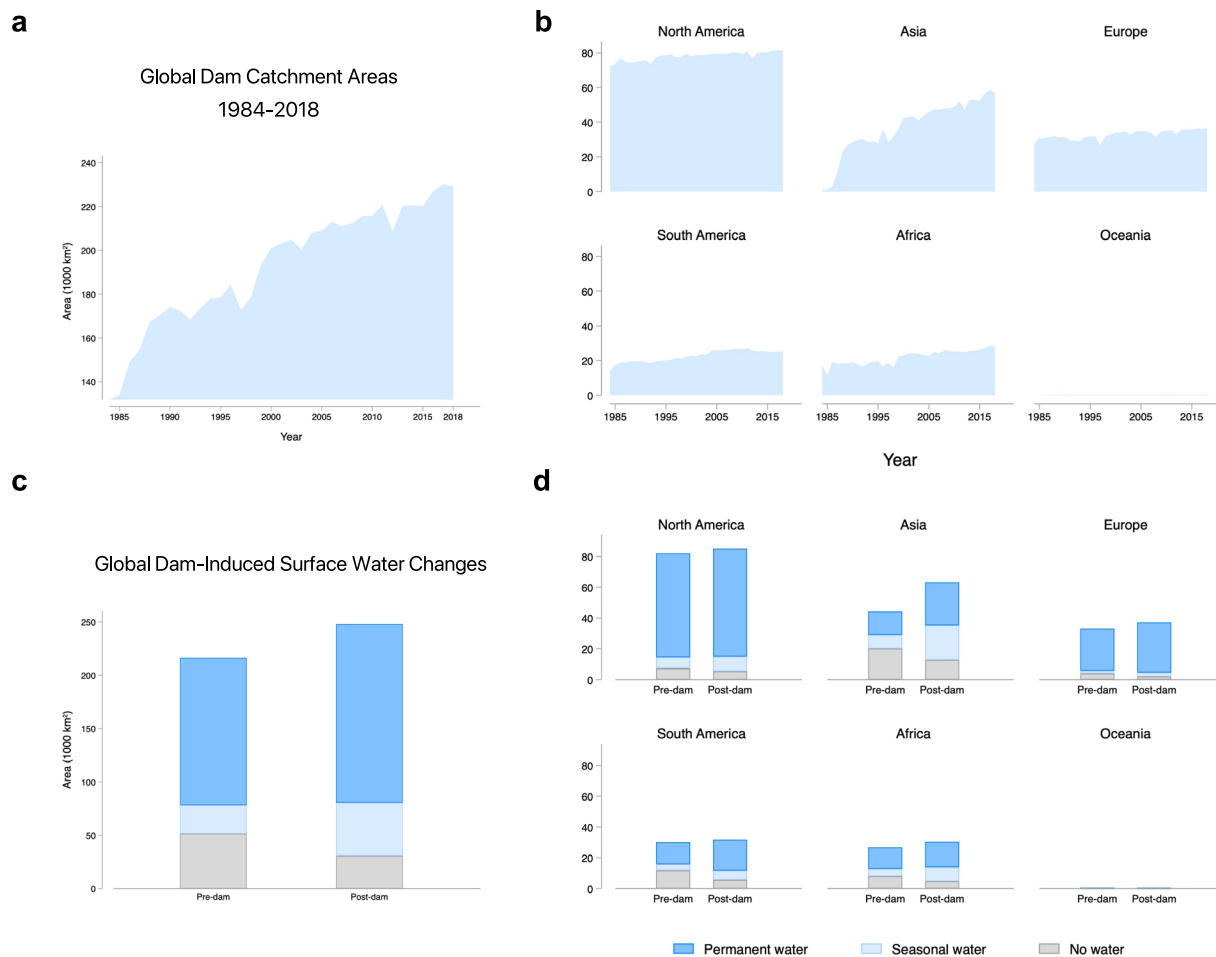 a
Global Dam Catchment Areas
1984-2018
Area (1000 km²)
240
220
200
180
160
140
1985 1990 1995 2000 2005 2010 2015 2018
Year
b
North America Asia Europe
80
60
40
20
0
South America Africa Oceania
80
60
40
20
0
1985 1995 2005 2015 1985 1995 2005 2015 1985 1995 2005 2015
Year
c
Global Dam-Induced Surface Water Changes
Area (1000 km²)
250
200
150
100
50
0
Pre-dam Post-dam
d
North America Asia Europe
80
60
40
20
0
Pre-dam Post-dam Pre-dam Post-dam Pre-dam Post-dam
South America Africa Oceania
80
60
40
20
0
Pre-dam Post-dam Pre-dam Post-dam Pre-dam Post-dam
Permanent water Seasonal water No water